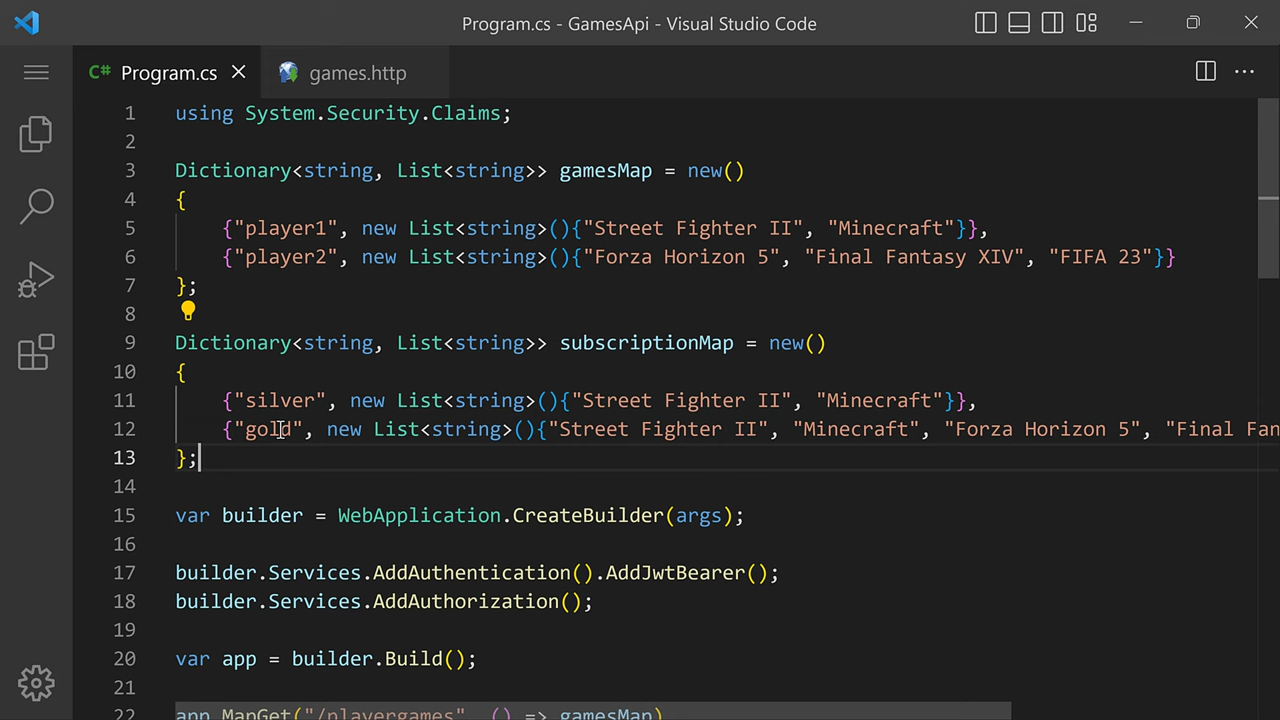 Program.cs - GamesApi - Visual Studio Code
C# Program.cs games.http
1 using System.Security.Claims;
2
3 Dictionary<string, List<string>> gamesMap = new()
4 {
5 {"player1", new List<string>(){"Street Fighter II", "Minecraft"}},
6 {"player2", new List<string>(){"Forza Horizon 5", "Final Fantasy XIV", "FIFA 23"}}
7 };
8
9 Dictionary<string, List<string>> subscriptionMap = new()
10 {
11 {"silver", new List<string>(){"Street Fighter II", "Minecraft"}},
12 {"gold", new List<string>(){"Street Fighter II", "Minecraft", "Forza Horizon 5", "Final Fan
13 };
14
15 var builder = WebApplication.CreateBuilder(args);
16
17 builder.Services.AddAuthentication().AddJwtBearer();
18 builder.Services.AddAuthorization();
19
20 var app = builder.Build();
21
22 app.MapGet("/playergames", () => gamesMap)